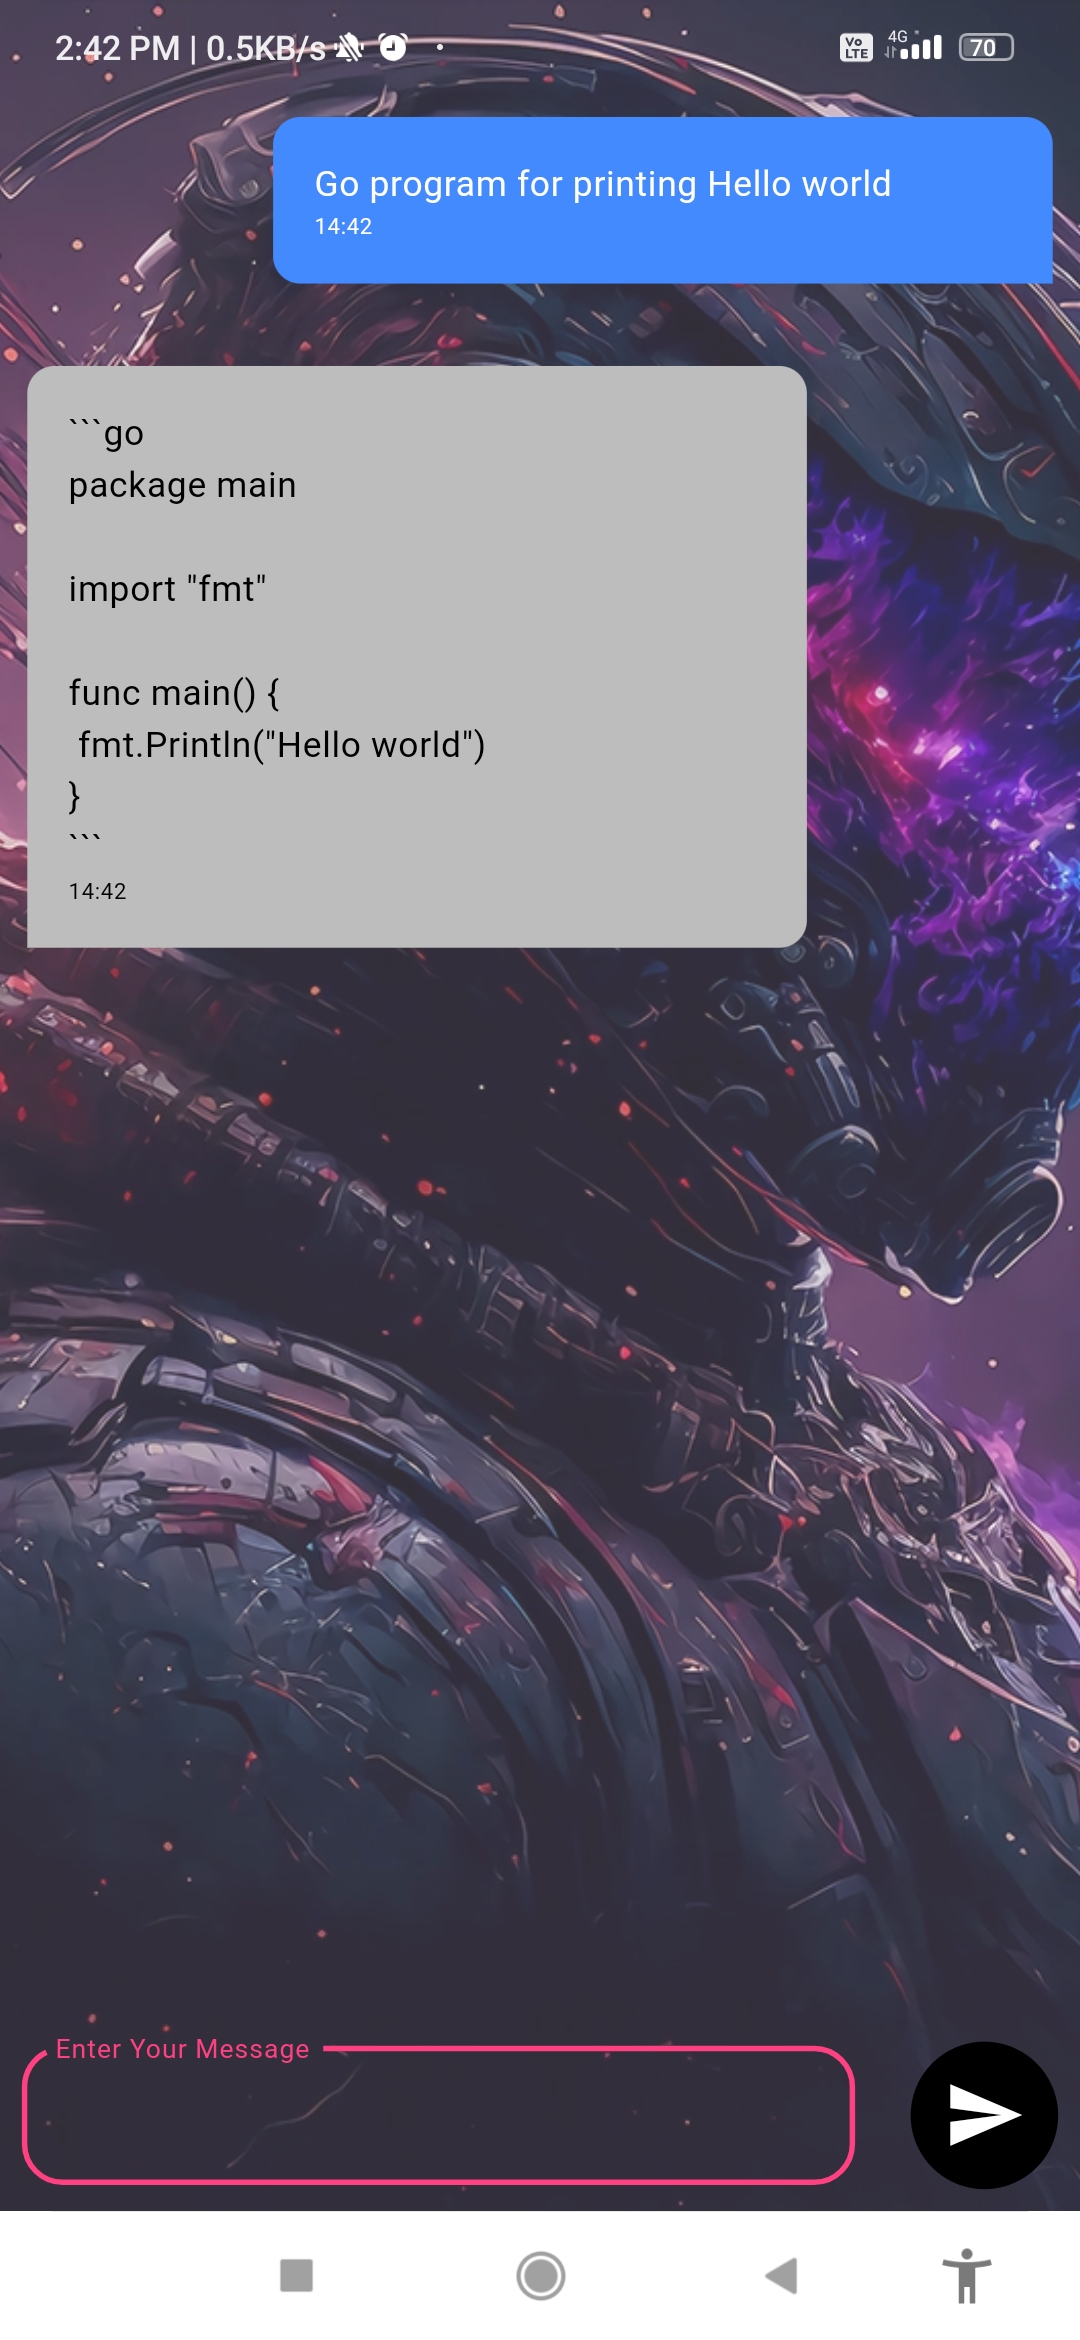 2:42 PM | 0.5KB/s
Vo LTE 4G 70
Go program for printing Hello world
14:42
```go
package main
import "fmt"
func main() {
 fmt.Println("Hello world")
}
```
14:42
Enter Your Message